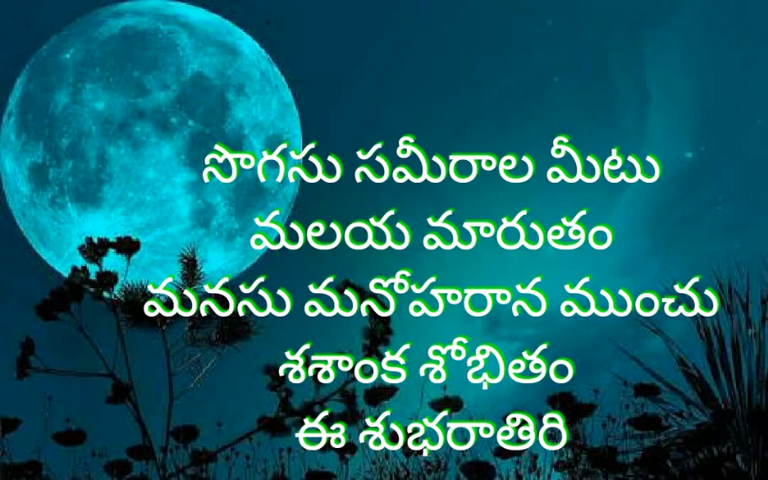 సొగసు సమీరాల మీటు
మలయ మారుతం
మనసు మనోహరాన ముంచు
శశాంక శోభితం
ఈ శుభరాతిరి